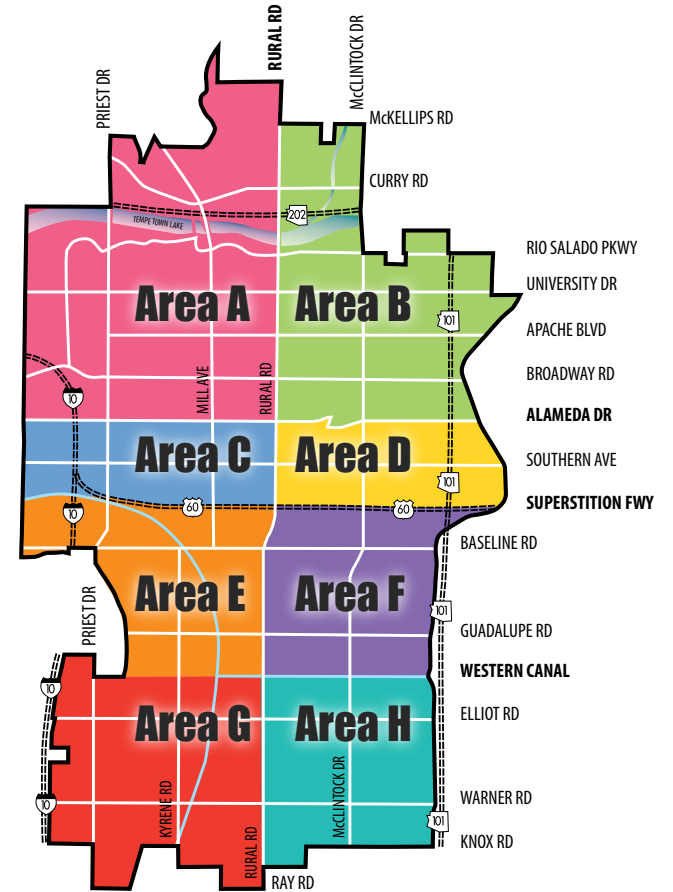 RURAL RD
PRIEST DR
McCLINTOCK DR
McKELLIPS RD
CURRY RD
202
TEMPE TOWN LAKE
RIO SALADO PKWY
UNIVERSITY DR
Area A
Area B
101
APACHE BLVD
BROADWAY RD
10
MILL AVE
RURAL RD
ALAMEDA DR
Area C
Area D
SOUTHERN AVE
101
SUPERSTITION FWY
10
60
60
BASELINE RD
Area E
Area F
PRIEST DR
101
GUADALUPE RD
WESTERN CANAL
10
Area G
Area H
ELLIOT RD
KYRENE RD
McCLINTOCK DR
WARNER RD
10
101
RURAL RD
KNOX RD
RAY RD